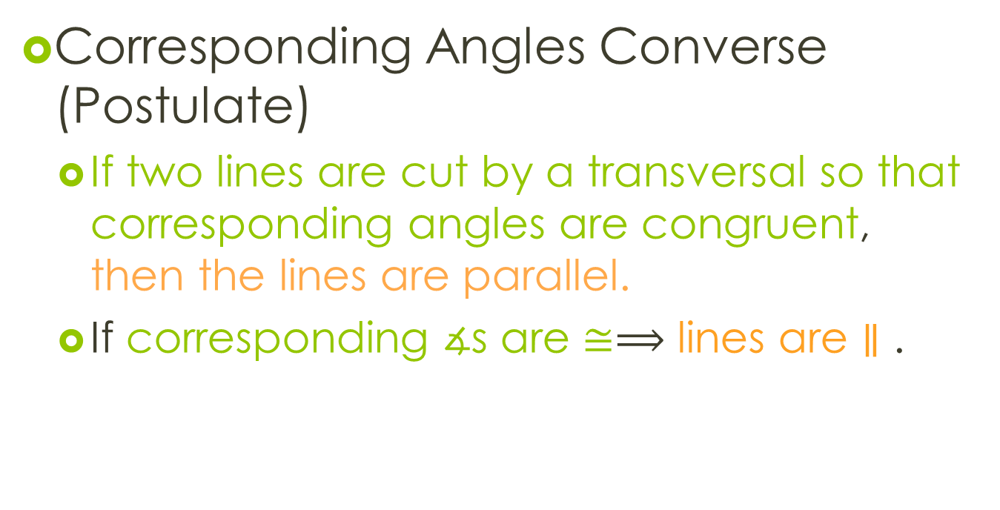 Corresponding Angles Converse
(Postulate)
If two lines are cut by a transversal so that
corresponding angles are congruent,
then the lines are parallel.
If corresponding ∡s are ≅⟹ lines are ∥ .